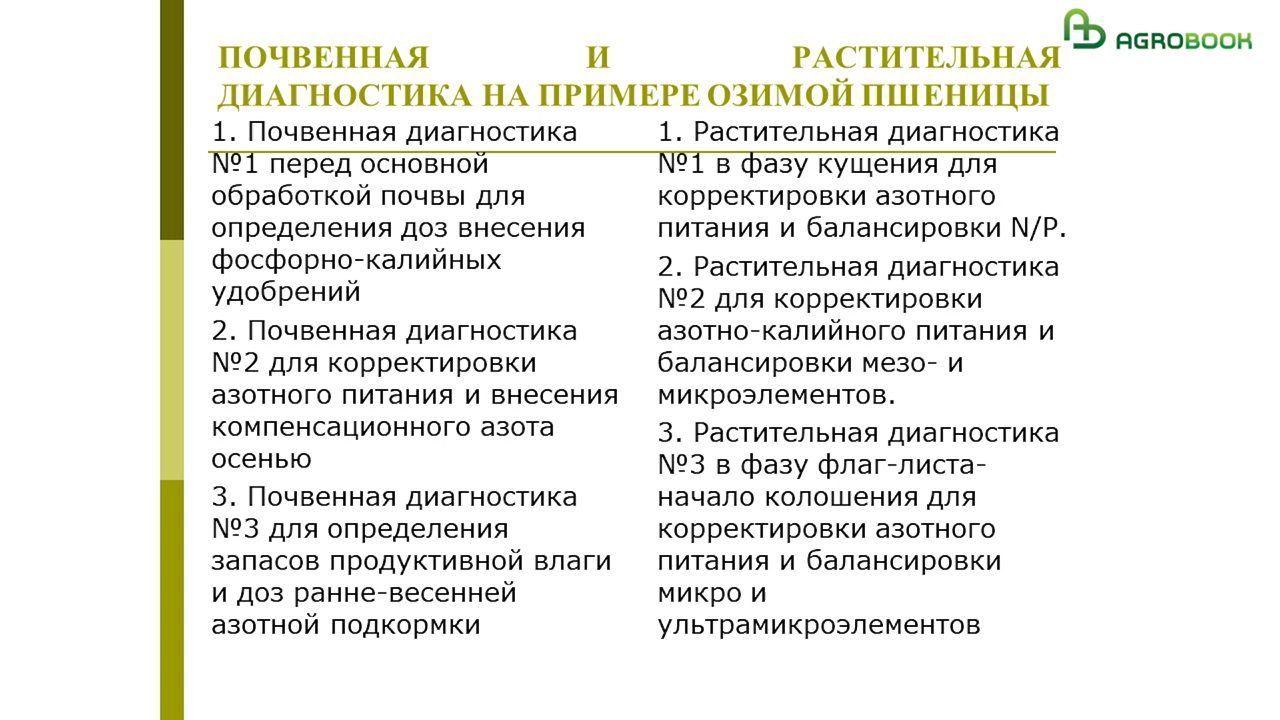 AGROBOOK
ПОЧВЕННАЯ И РАСТИТЕЛЬНАЯ
ДИАГНОСТИКА НА ПРИМЕРЕ ОЗИМОЙ ПШЕНИЦЫ
1. Почвенная диагностика
№1 перед основной
обработкой почвы для
определения доз внесения
фосфорно-калийных
удобрений
2. Почвенная диагностика
№2 для корректировки
азотного питания и внесения
компенсационного азота
осенью
3. Почвенная диагностика
№3 для определения
запасов продуктивной влаги
и доз ранне-весенней
азотной подкормки
1. Растительная диагностика
№1 в фазу кущения для
корректировки азотного
питания и балансировки N/P.
2. Растительная диагностика
№2 для корректировки
азотно-калийного питания и
балансировки мезо- и
микроэлементов.
3. Растительная диагностика
№3 в фазу флаг-листа-
начало колошения для
корректировки азотного
питания и балансировки
микро и
ультрамикроэлементов